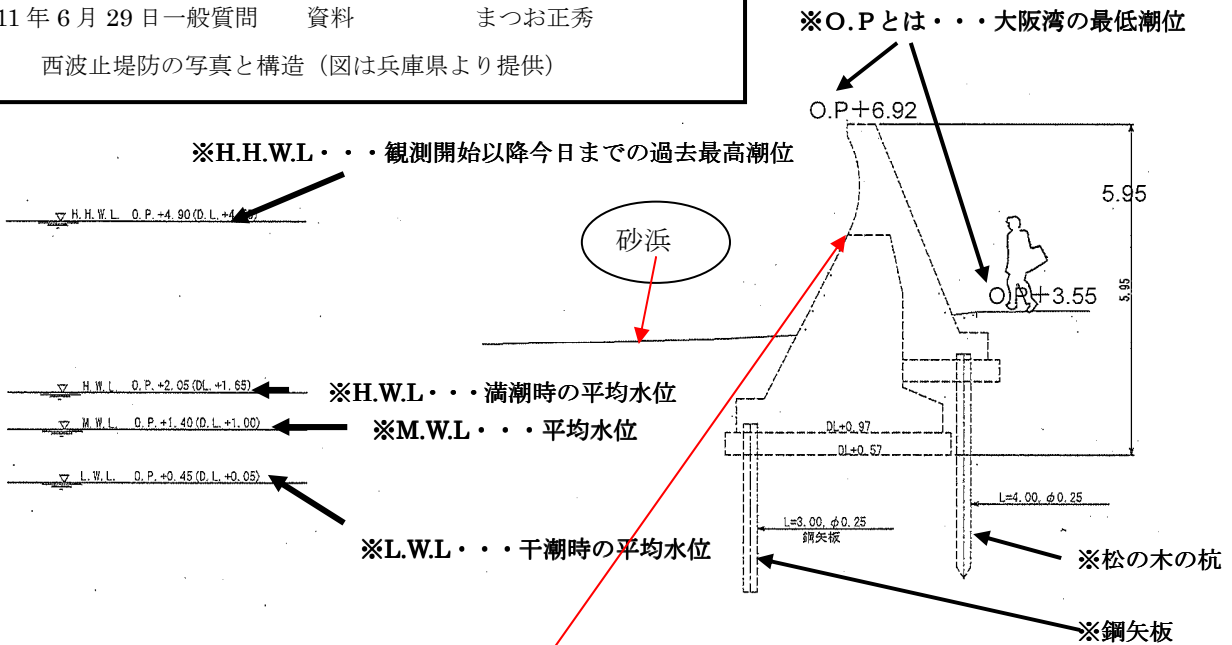 11 年 6 月 29 日一般質問 資料 まつお正秀
西波止堤防の写真と構造（図は兵庫県より提供）
※O.Pとは・・・大阪湾の最低潮位
O.P+6.92
※H.H.W.L・・・観測開始以降今日までの過去最高潮位
H.H.W.L. O.P.+4.90(D.L.+4.
5.95
砂浜
O.P+3.55
5.95
H.W.L. O.P.+2.05(DL.+1.65)
※H.W.L・・・満潮時の平均水位
M.W.L. O.P.+1.40(D.L.+1.00)
※M.W.L・・・平均水位
DL+0.97
DL+0.57
L.W.L. O.P.+0.45(D.L.+0.05)
L=4.00, φ0.25
L=3.00, φ0.25
鋼矢板
※L.W.L・・・干潮時の平均水位
※松の木の杭
※鋼矢板